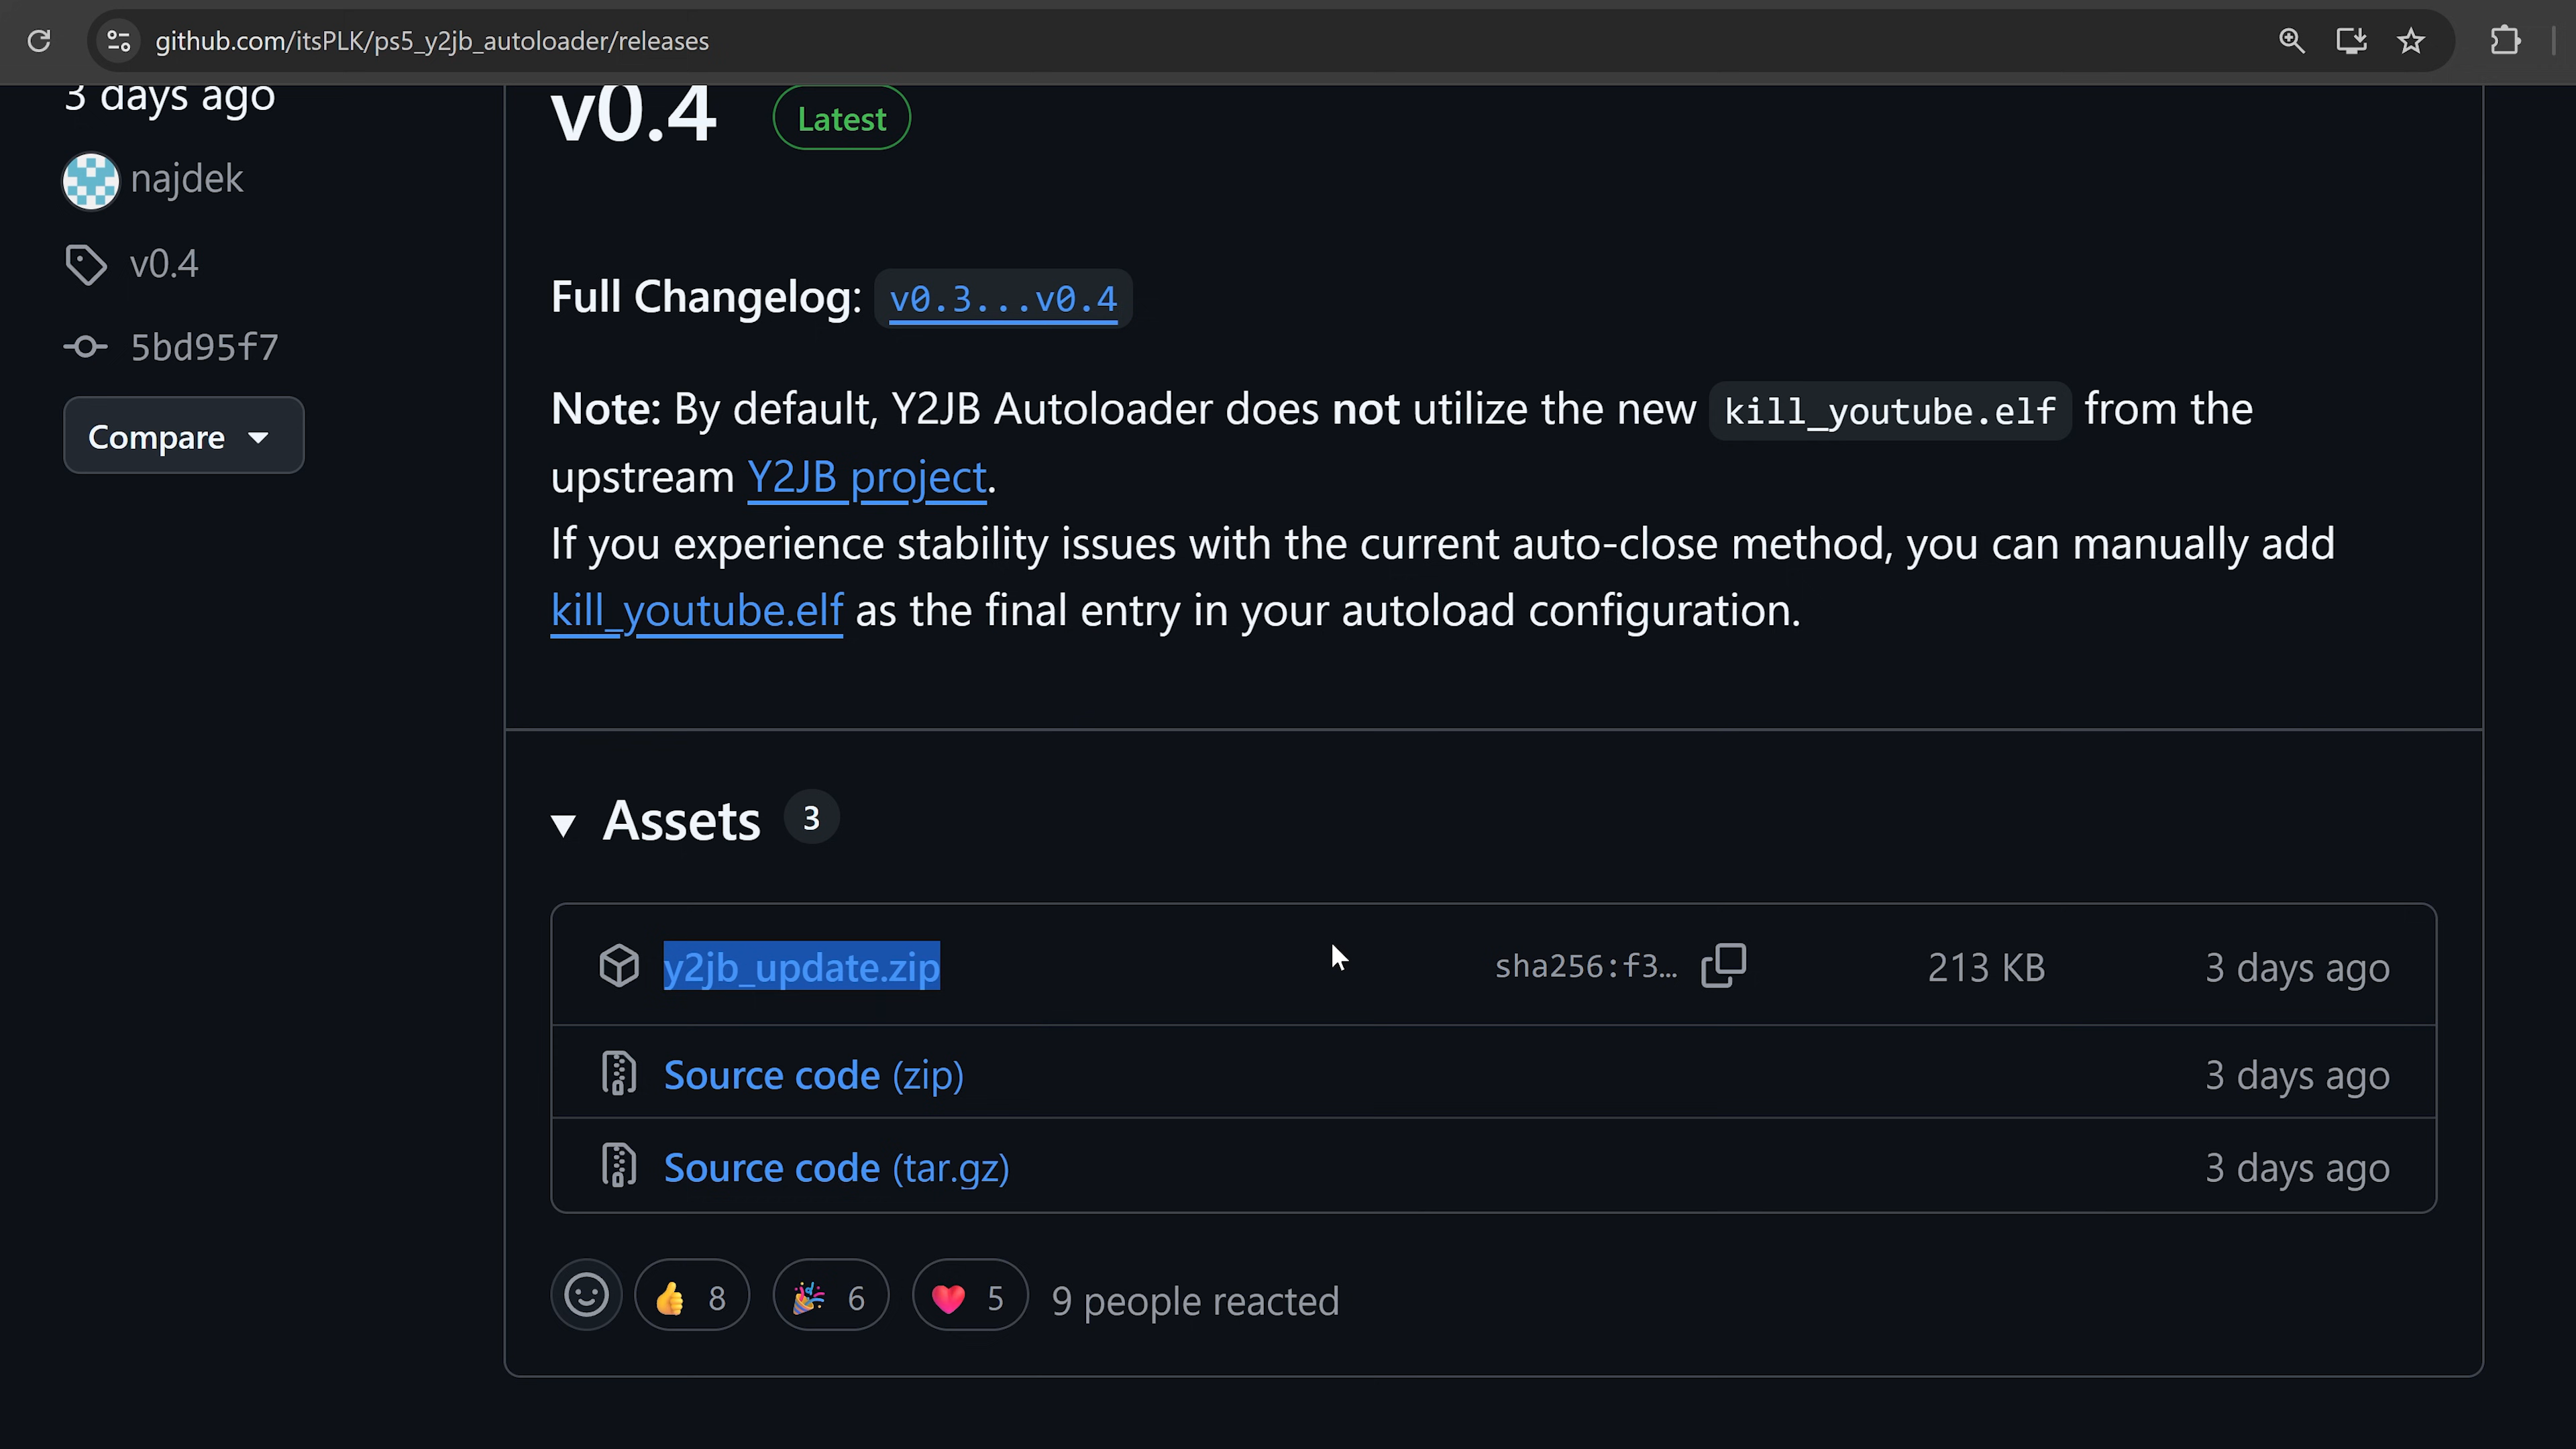 github.com/itsPLK/ps5_y2jb_autoloader/releases
3 days ago
najdek
v0.4
5bd95f7
Compare
v0.4 Latest
Full Changelog: v0.3...v0.4
Note: By default, Y2JB Autoloader does not utilize the new kill_youtube.elf from the
upstream Y2JB project.
If you experience stability issues with the current auto-close method, you can manually add
kill_youtube.elf as the final entry in your autoload configuration.
Assets 3
y2jb_update.zip sha256:f3... 213 KB 3 days ago
Source code (zip) 3 days ago
Source code (tar.gz) 3 days ago
👍 8 🎉 6 ❤️ 5 9 people reacted